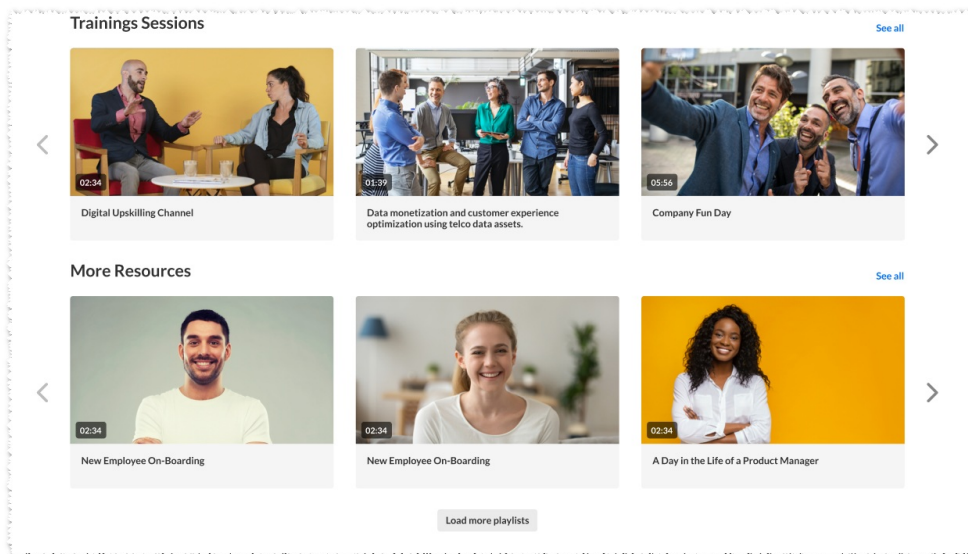 Trainings Sessions
See all
02:34
01:39
05:56
Digital Upskilling Channel
Data monetization and customer experience
optimization using telco data assets.
Company Fun Day
More Resources
See all
02:34
02:34
02:34
New Employee On-Boarding
New Employee On-Boarding
A Day in the Life of a Product Manager
Load more playlists